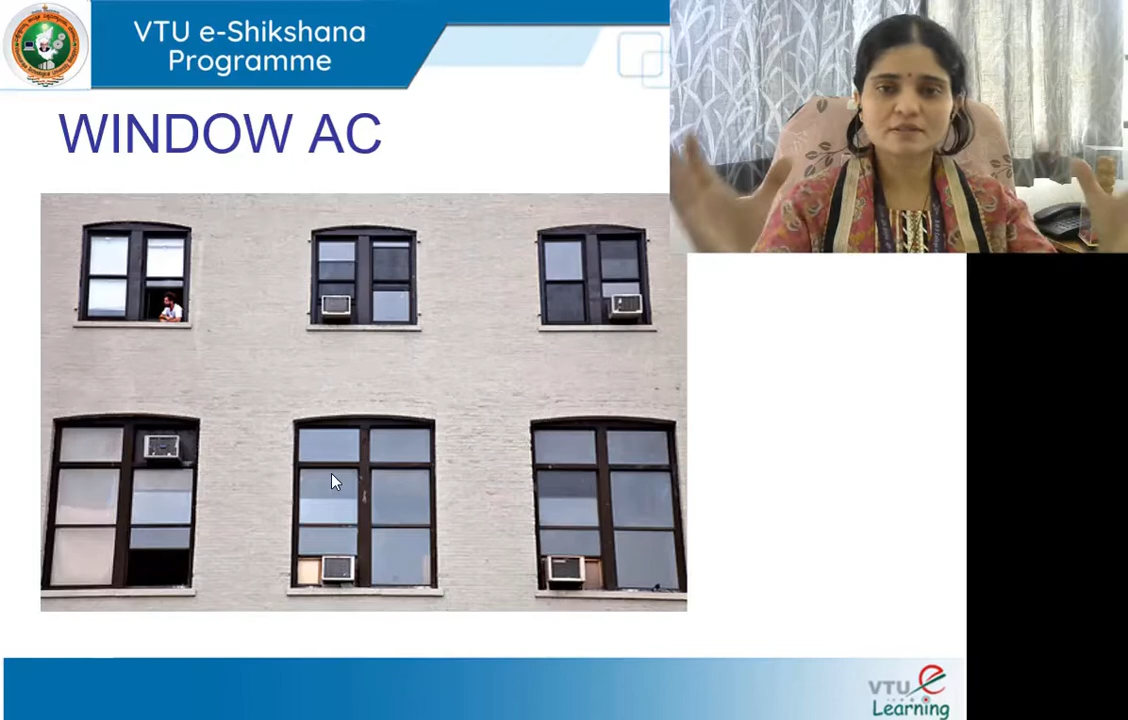 VTU e-Shikshana
Programme
WINDOW AC
VTU e
Learning